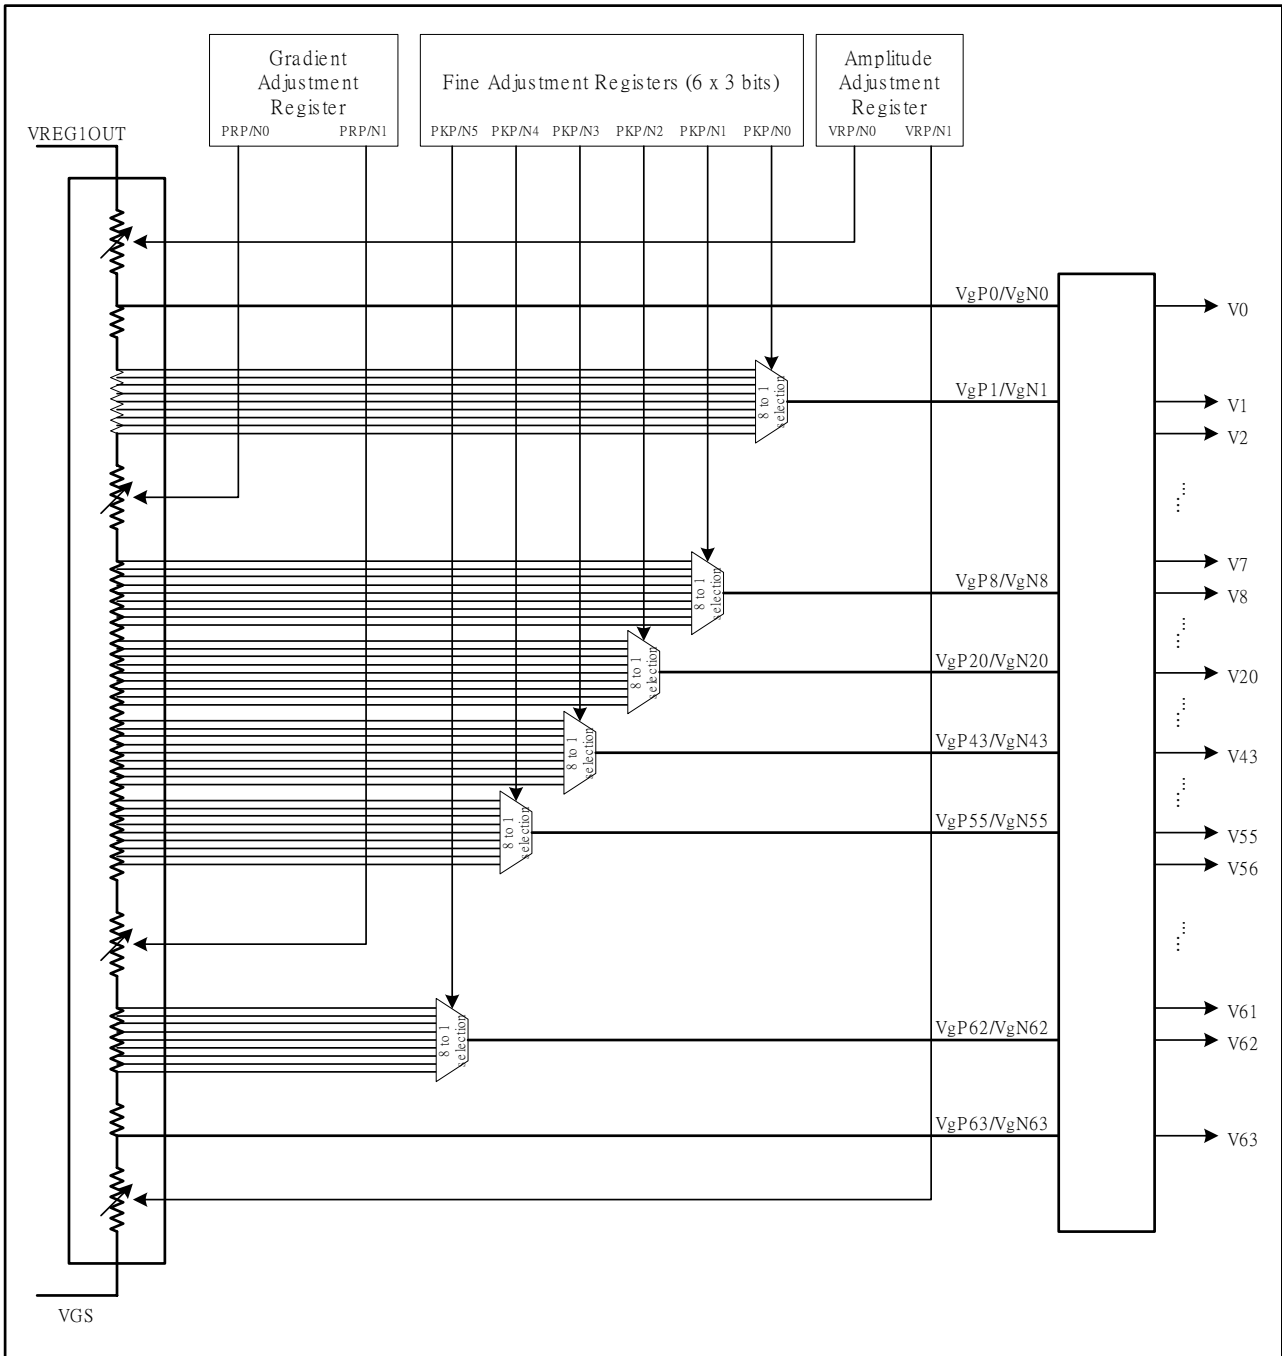 Gradient
Adjustment
Register
PRP/N0 PRP/N1
Fine Adjustment Registers (6 x 3 bits)
PKP/N5 PKP/N4 PKP/N3 PKP/N2 PKP/N1 PKP/N0
Amplitude
Adjustment
Register
VRP/N0 VRP/N1
VREG1OUT
VgP0/VgN0
V0
8 to 1
selection
VgP1/VgN1
V1
V2
V7
8 to 1
selection
VgP8/VgN8
V8
8 to 1
selection
VgP20/VgN20
V20
8 to 1
selection
VgP43/VgN43
V43
8 to 1
selection
VgP55/VgN55
V55
V56
V61
8 to 1
selection
VgP62/VgN62
V62
VgP63/VgN63
V63
VGS